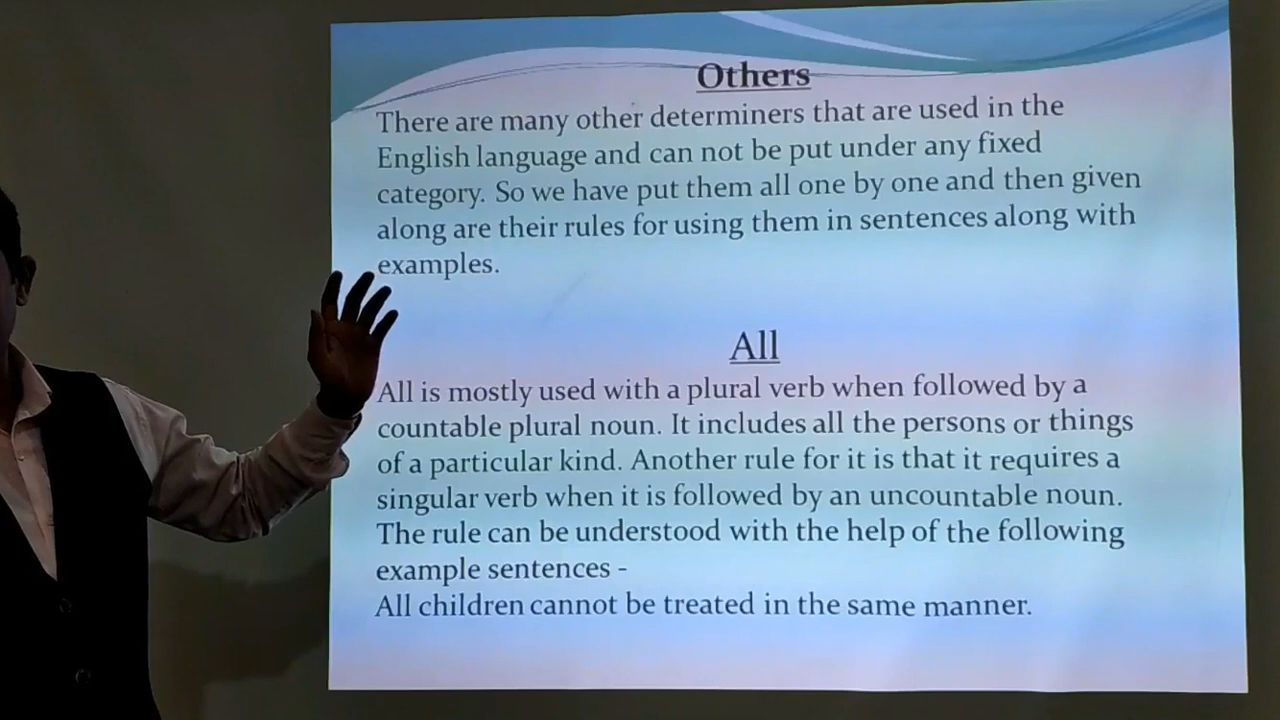 Others
There are many other determiners that are used in the
English language and can not be put under any fixed
category. So we have put them all one by one and then given
along are their rules for using them in sentences along with
examples.
All
All is mostly used with a plural verb when followed by a
countable plural noun. It includes all the persons or things
of a particular kind. Another rule for it is that it requires a
singular verb when it is followed by an uncountable noun.
The rule can be understood with the help of the following
example sentences -
All children cannot be treated in the same manner.